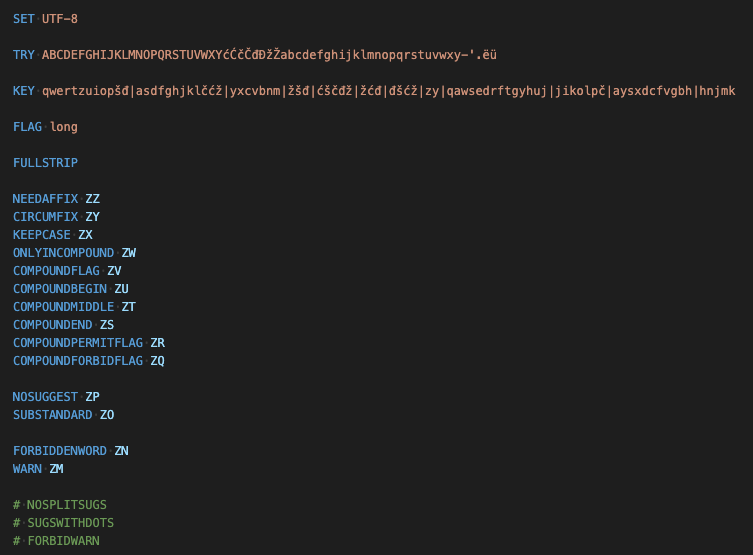 SET UTF-8
TRY ABCDEFGHIJKLMNOPQRSTUVWXYćĆčČđĐžŽabcdefghijklmnopqrstuvwxy-'.ëü
KEY qwertzuiopšđ|asdfghjklčćž|yxcvbnm|žšđ|ćščđž|žćđ|đšćž|zy|qawsedrftgyhuj|jikolpč|aysxdcfvgbh|hnjmk
FLAG long
FULLSTRIP
NEEDAFFIX ZZ
CIRCUMFIX ZY
KEEPCASE ZX
ONLYINCOMPOUND ZW
COMPOUNDFLAG ZV
COMPOUNDBEGIN ZU
COMPOUNDMIDDLE ZT
COMPOUNDEND ZS
COMPOUNDPERMITFLAG ZR
COMPOUNDFORBIDFLAG ZQ
NOSUGGEST ZP
SUBSTANDARD ZO
FORBIDDENWORD ZN
WARN ZM
# NOSPLITSUGS
# SUGSWITHDOTS
# FORBIDWARN